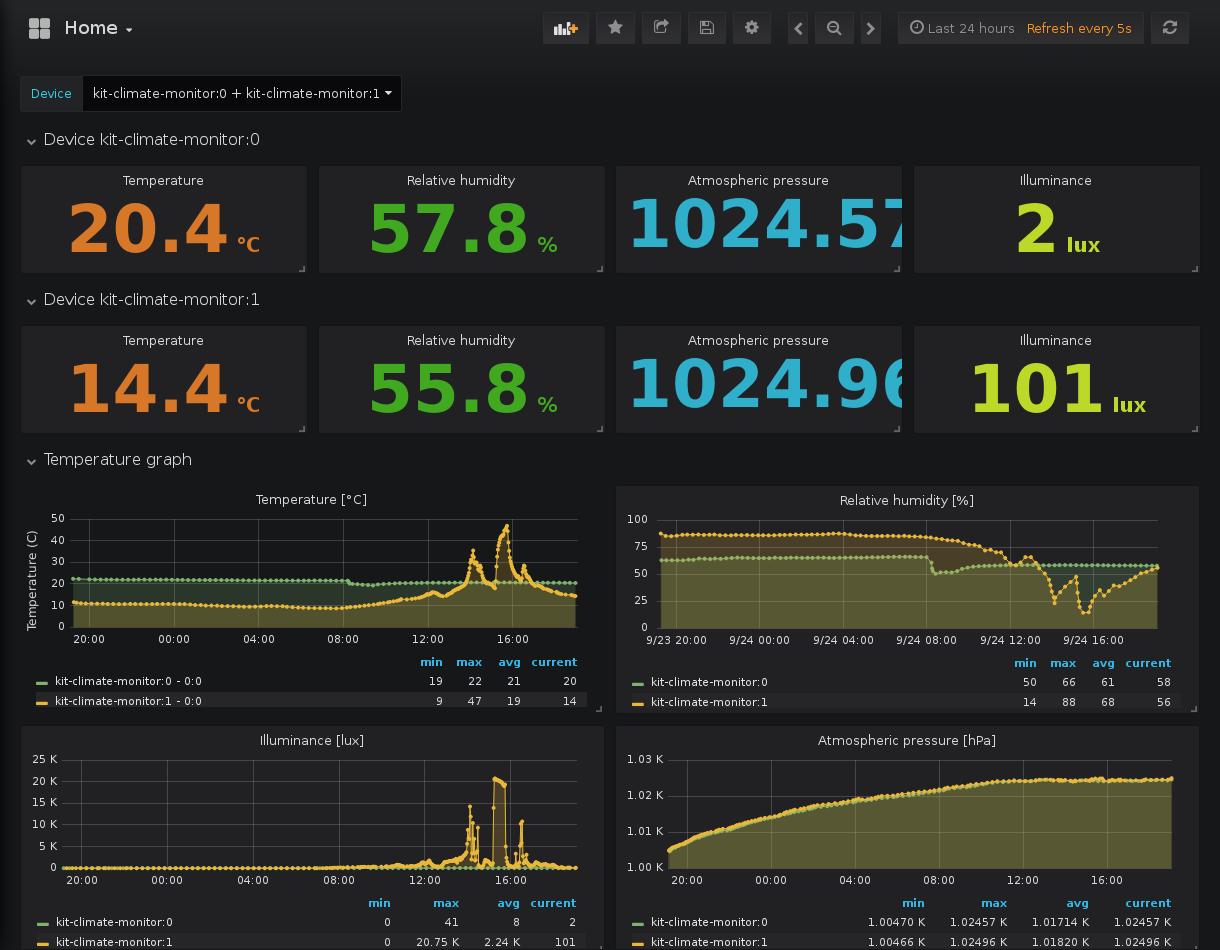 Home
Last 24 hours Refresh every 5s
Device kit-climate-monitor:0 + kit-climate-monitor:1
Device kit-climate-monitor:0
Temperature Relative humidity Atmospheric pressure Illuminance
20.4 °C 57.8 % 1024.57 2 lux
Device kit-climate-monitor:1
Temperature Relative humidity Atmospheric pressure Illuminance
14.4 °C 55.8 % 1024.96 101 lux
Temperature graph
Temperature [°C]
Temperature (C)
50
40
30
20
10
0
20:00 00:00 04:00 08:00 12:00 16:00
min max avg current
kit-climate-monitor:0 - 0:0 19 22 21 20
kit-climate-monitor:1 - 0:0 9 47 19 14
Relative humidity [%]
100
75
50
25
0
9/23 20:00 9/24 00:00 9/24 04:00 9/24 08:00 9/24 12:00 9/24 16:00
min max avg current
kit-climate-monitor:0 50 66 61 58
kit-climate-monitor:1 14 88 68 56
Illuminance [lux]
25 K
20 K
15 K
10 K
5 K
0
20:00 00:00 04:00 08:00 12:00 16:00
min max avg current
kit-climate-monitor:0 0 41 8 2
kit-climate-monitor:1 0 20.75 K 2.24 K 101
Atmospheric pressure [hPa]
1.03 K
1.02 K
1.01 K
1.00 K
20:00 00:00 04:00 08:00 12:00 16:00
min max avg current
kit-climate-monitor:0 1.00470 K 1.02457 K 1.01714 K 1.02457 K
kit-climate-monitor:1 1.00466 K 1.02496 K 1.01820 K 1.02496 K